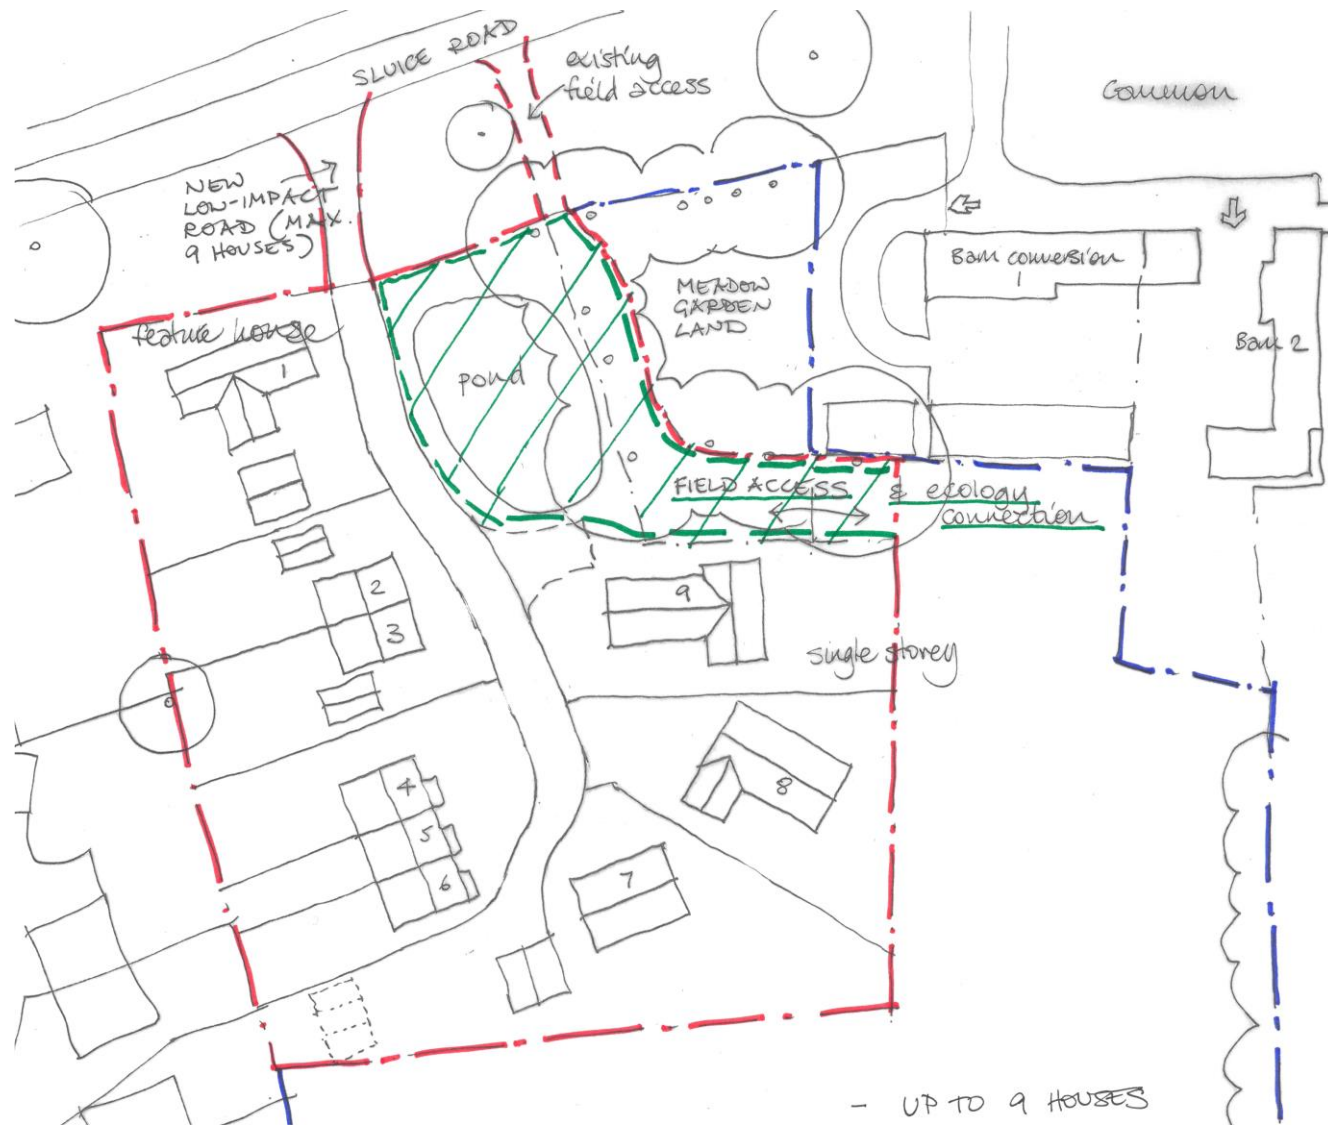 SLUICE ROAD
existing
field access
Common
NEW
LOW-IMPACT
ROAD (MAX.
9 HOUSES)
Barn conversion
1
MEADOW
GARDEN
LAND
feature house
Barn 2
1
pond
FIELD ACCESS & ecology
connection
2
3
9
single storey
4
5
6
8
7
- UP TO 9 HOUSES